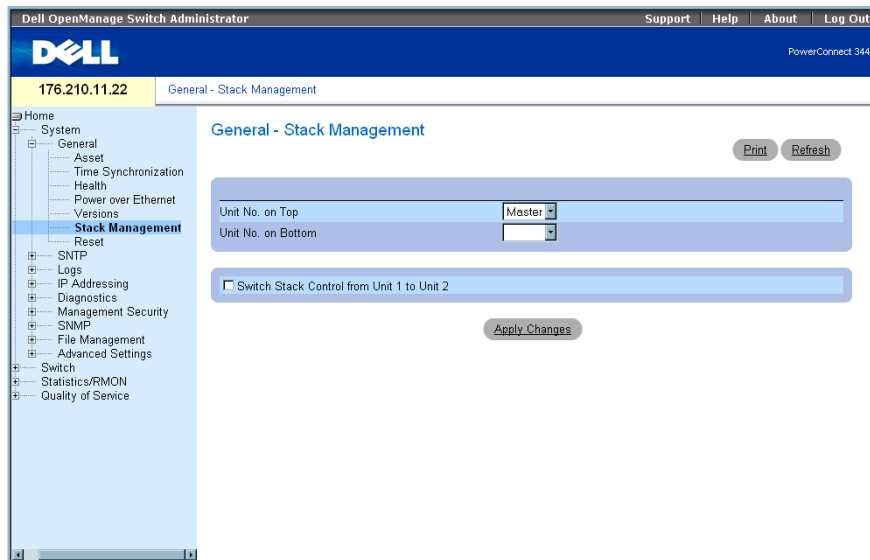 Dell OpenManage Switch Administrator
Support Help About Log Out
DELL
PowerConnect 344
176.210.11.22
General - Stack Management
Home
System
General
Asset
Time Synchronization
Health
Power over Ethernet
Versions
Stack Management
Reset
SNTP
Logs
IP Addressing
Diagnostics
Management Security
SNMP
File Management
Advanced Settings
Switch
Statistics/RMON
Quality of Service
General - Stack Management
Print Refresh
Unit No. on Top Master
Unit No. on Bottom
Switch Stack Control from Unit 1 to Unit 2
Apply Changes